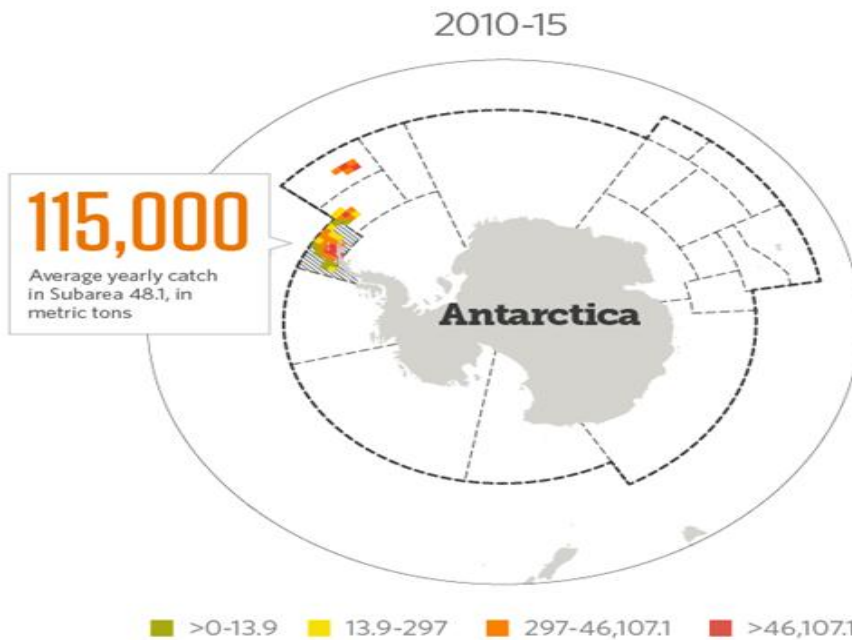 2010-15
115,000
Average yearly catch
in Subarea 48.1, in
metric tons
Antarctica
>0-13.9
13.9-297
297-46,107.1
>46,107.1